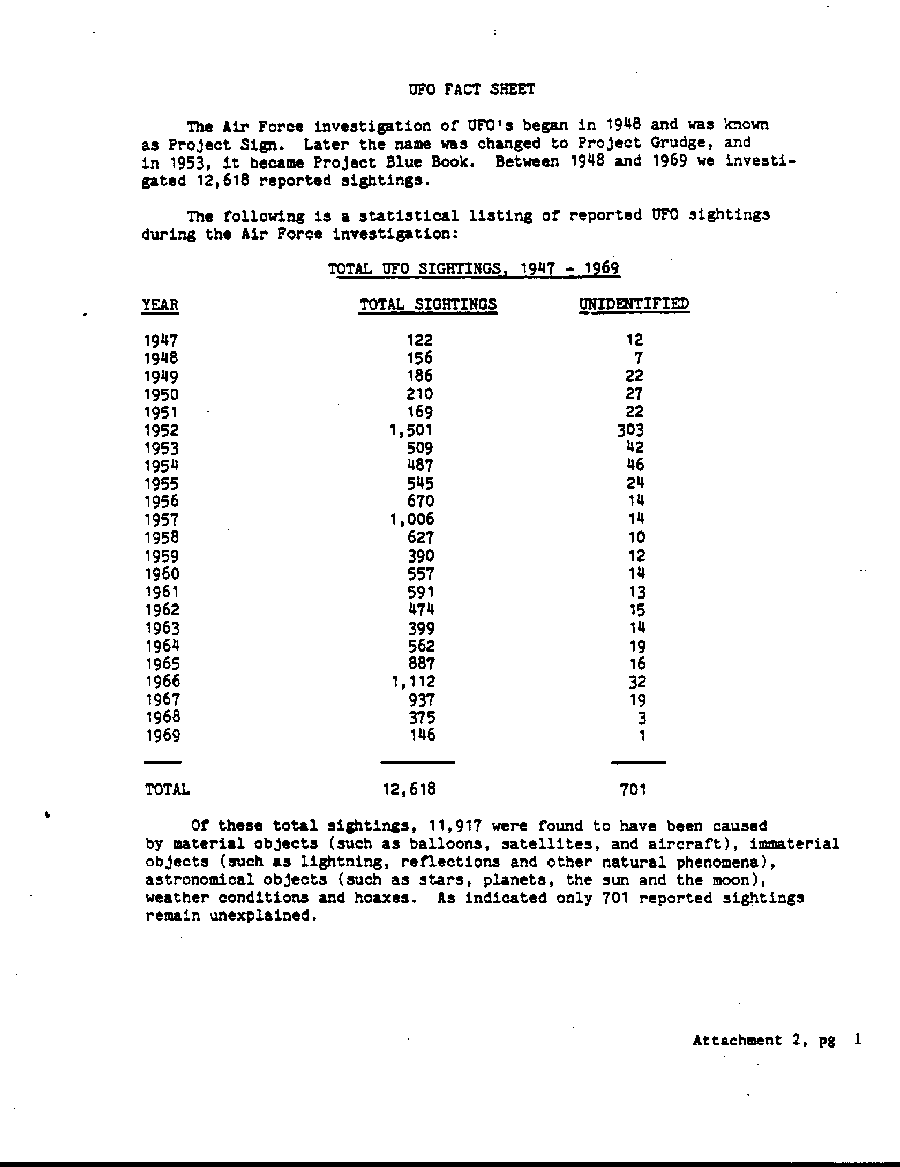 UFO FACT SHEET
The Air Force investigation of UFO's began in 1948 and was known
as Project Sign. Later the name was changed to Project Grudge, and
in 1953, it became Project Blue Book. Between 1948 and 1969 we investi-
gated 12,618 reported sightings.
The following is a statistical listing of reported UFO sightings
during the Air Force investigation:
TOTAL UFO SIGHTINGS, 1947 - 1969
YEAR TOTAL SIGHTINGS UNIDENTIFIED
1947 122 12
1948 156 7
1949 186 22
1950 210 27
1951 169 22
1952 1,501 303
1953 509 42
1954 487 46
1955 545 24
1956 670 14
1957 1,006 14
1958 627 10
1959 390 12
1960 557 14
1961 591 13
1962 474 15
1963 399 14
1964 562 19
1965 887 16
1966 1,112 32
1967 937 19
1968 375 3
1969 146 1
TOTAL 12,618 701
Of these total sightings, 11,917 were found to have been caused
by material objects (such as balloons, satellites, and aircraft), immaterial
objects (such as lightning, reflections and other natural phenomena),
astronomical objects (such as stars, planets, the sun and the moon),
weather conditions and hoaxes. As indicated only 701 reported sightings
remain unexplained.
Attachment 2, pg 1